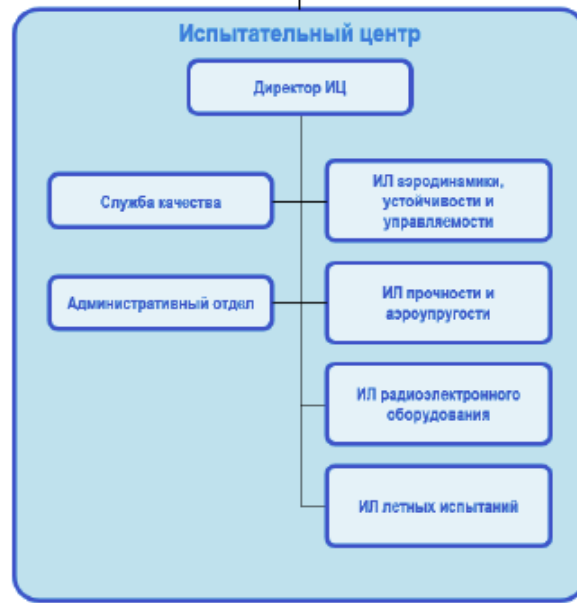 Испытательный центр
Директор ИЦ
Служба качества
ИЛ аэродинамики,
устойчивости и
управляемости
Административный отдел
ИЛ прочности и
аэроупругости
ИЛ радиоэлектронного
оборудования
ИЛ летных испытаний